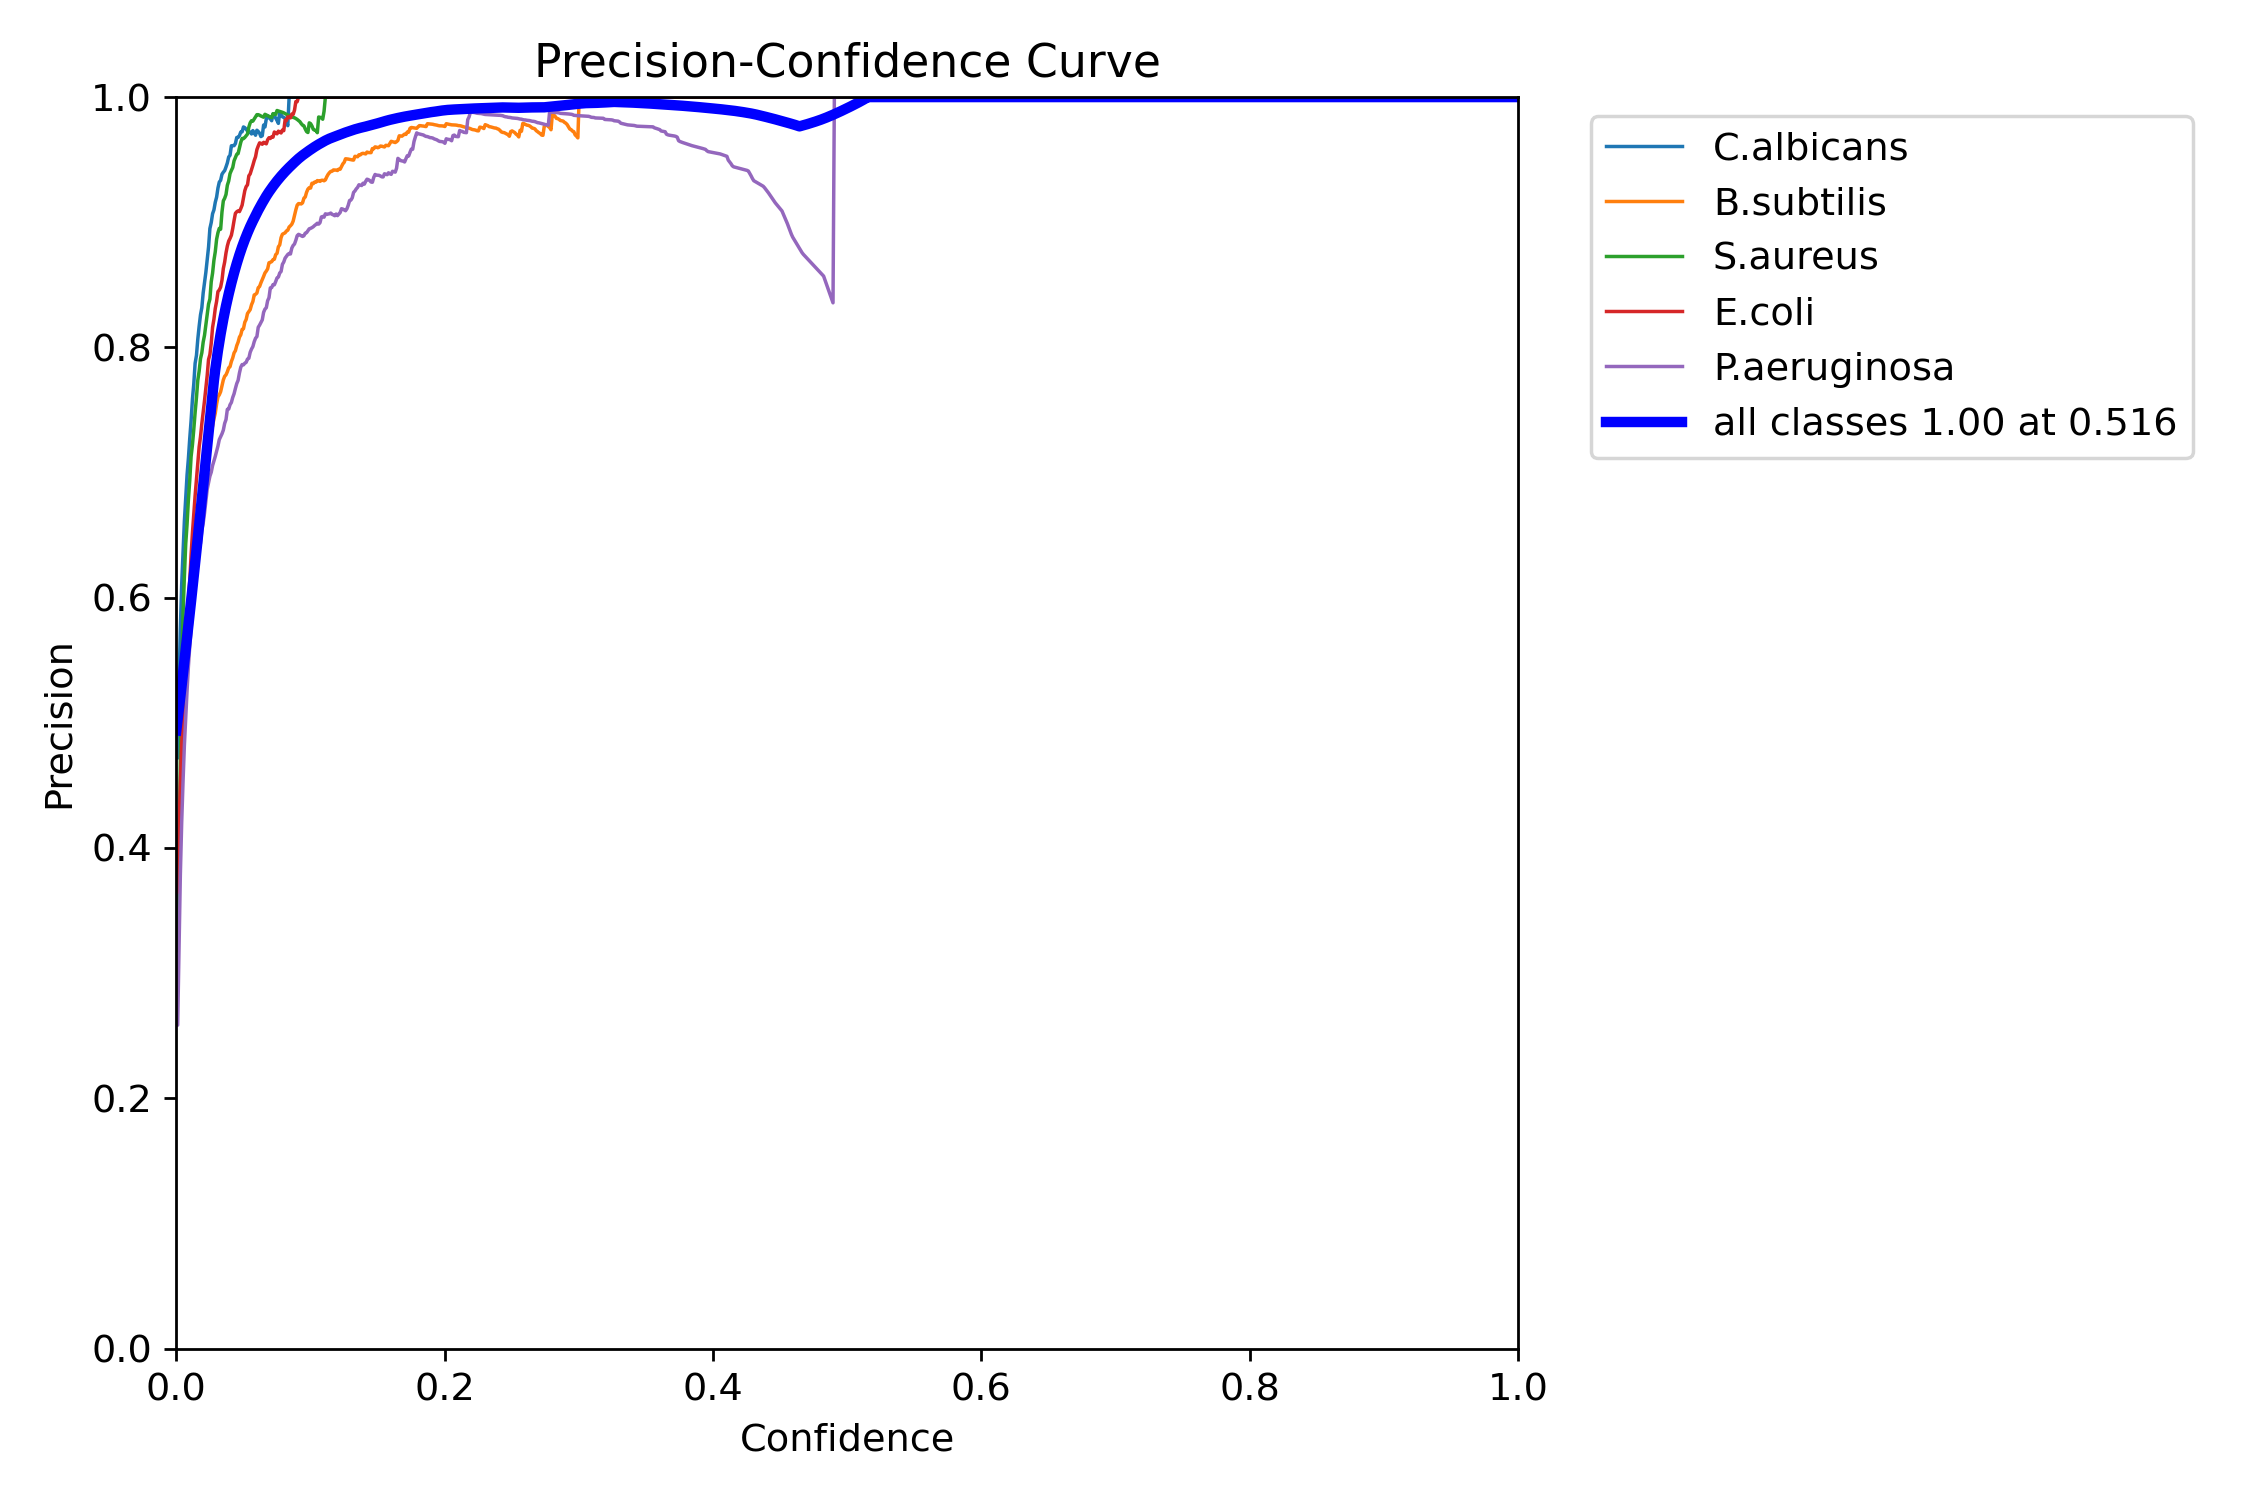 Precision-Confidence Curve
1.0
0.8
0.6
0.4
0.2
0.0
Precision
0.0 0.2 0.4 0.6 0.8 1.0
Confidence
C.albicans
B.subtilis
S.aureus
E.coli
P.aeruginosa
all classes 1.00 at 0.516